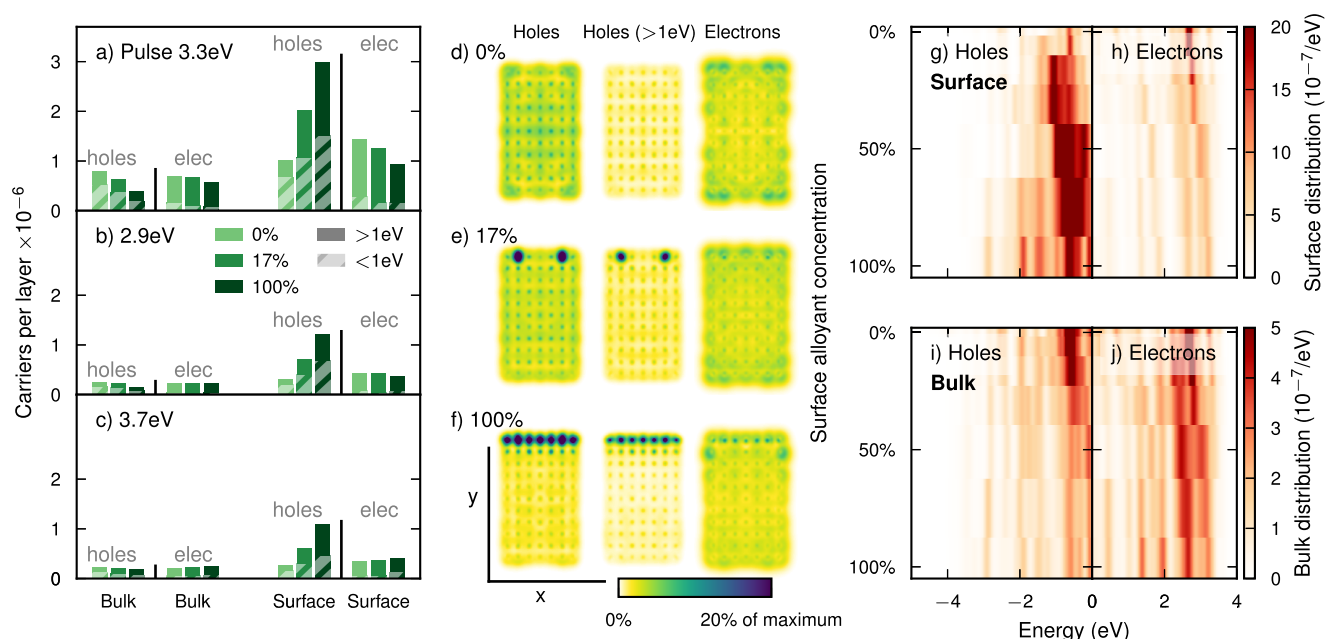 a) Pulse 3.3eV
holes
elec
holes
elec
3
2
1
0
b) 2.9eV
0%
17%
100%
>1eV
<1eV
holes
elec
holes
elec
2
1
0
c) 3.7eV
holes
elec
holes
elec
2
1
0
Bulk
Bulk
Surface
Surface
Carriers per layer ×10⁻⁶
Holes
Holes (>1eV)
Electrons
d) 0%
e) 17%
f) 100%
y
x
0%
20% of maximum
Surface alloyant concentration
0%
50%
100%
g) Holes
Surface
h) Electrons
20
15
10
5
0
Surface distribution (10⁻⁷/eV)
0%
50%
100%
i) Holes
Bulk
j) Electrons
5
4
3
2
1
0
Bulk distribution (10⁻⁷/eV)
−4
−2
0
2
4
Energy (eV)